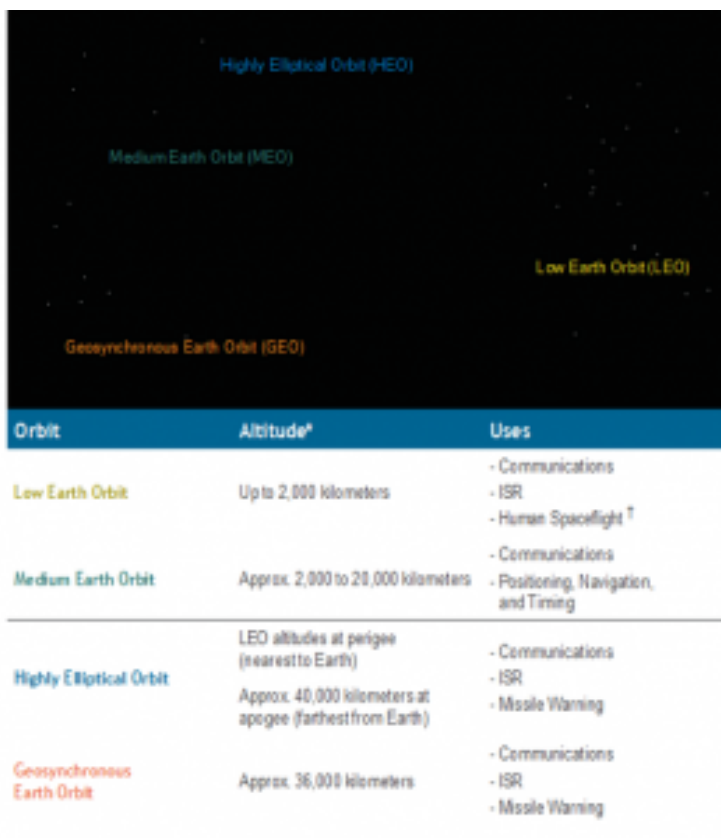 Highly Elliptical Orbit (HEO)
Medium Earth Orbit (MEO)
Low Earth Orbit (LEO)
Geosynchronous Earth Orbit (GEO)
Orbit Altitude* Uses
Low Earth Orbit
Up to 2,000 kilometers
- Communications
- ISR
- Human Spaceflight †
Medium Earth Orbit
Approx. 2,000 to 20,000 kilometers
- Communications
- Positioning, Navigation,
and Timing
Highly Elliptical Orbit
LEO altitudes at perigee
(nearest to Earth)
Approx. 40,000 kilometers at
apogee (farthest from Earth)
- Communications
- ISR
- Missile Warning
Geosynchronous
Earth Orbit
Approx. 36,000 kilometers
- Communications
- ISR
- Missile Warning